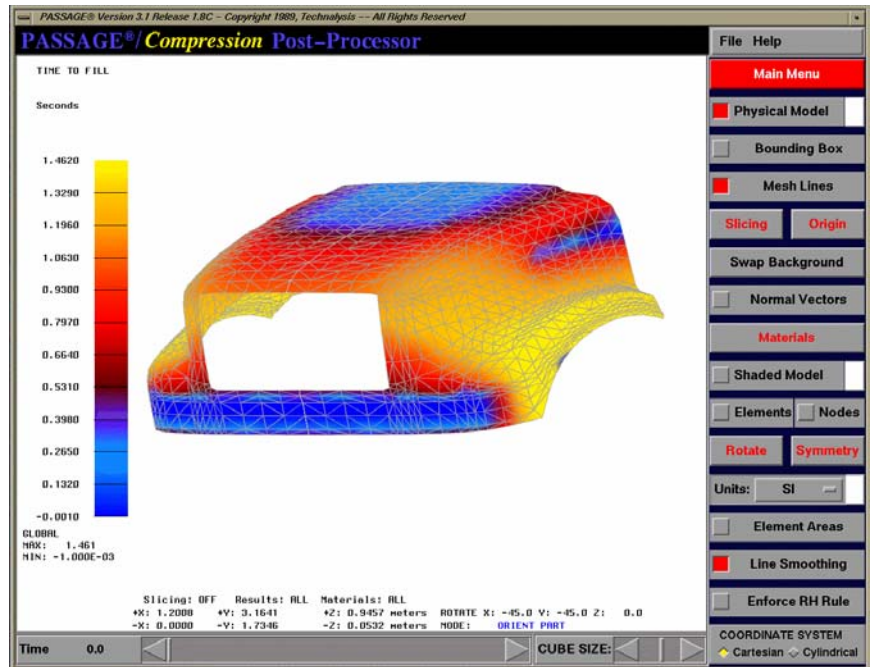 PASSAGE® Version 3.1 Release 1.8C - Copyright 1989, Technalysis -- All Rights Reserved
PASSAGE®/Compression Post-Processor
File Help
TIME TO FILL
Seconds
1.4620
1.3290
1.1960
1.0630
0.9300
0.7970
0.6640
0.5310
0.3980
0.2650
0.1320
-0.0010
GLOBAL
MAX: 1.461
MIN: -1.000E-03
Slicing: OFF Results: ALL Materials: ALL
+X: 1.2008 +Y: 3.1641 +Z: 0.9457 meters ROTATE X: -45.0 Y: -45.0 Z: 0.0
-X: 0.0000 -Y: 1.7346 -Z: 0.0532 meters MODE: ORIENT PART
Time 0.0
CUBE SIZE:
Main Menu
Physical Model
Bounding Box
Mesh Lines
Slicing Origin
Swap Background
Normal Vectors
Materials
Shaded Model
Elements Nodes
Rotate Symmetry
Units: SI
Element Areas
Line Smoothing
Enforce RH Rule
COORDINATE SYSTEM
Cartesian Cylindrical